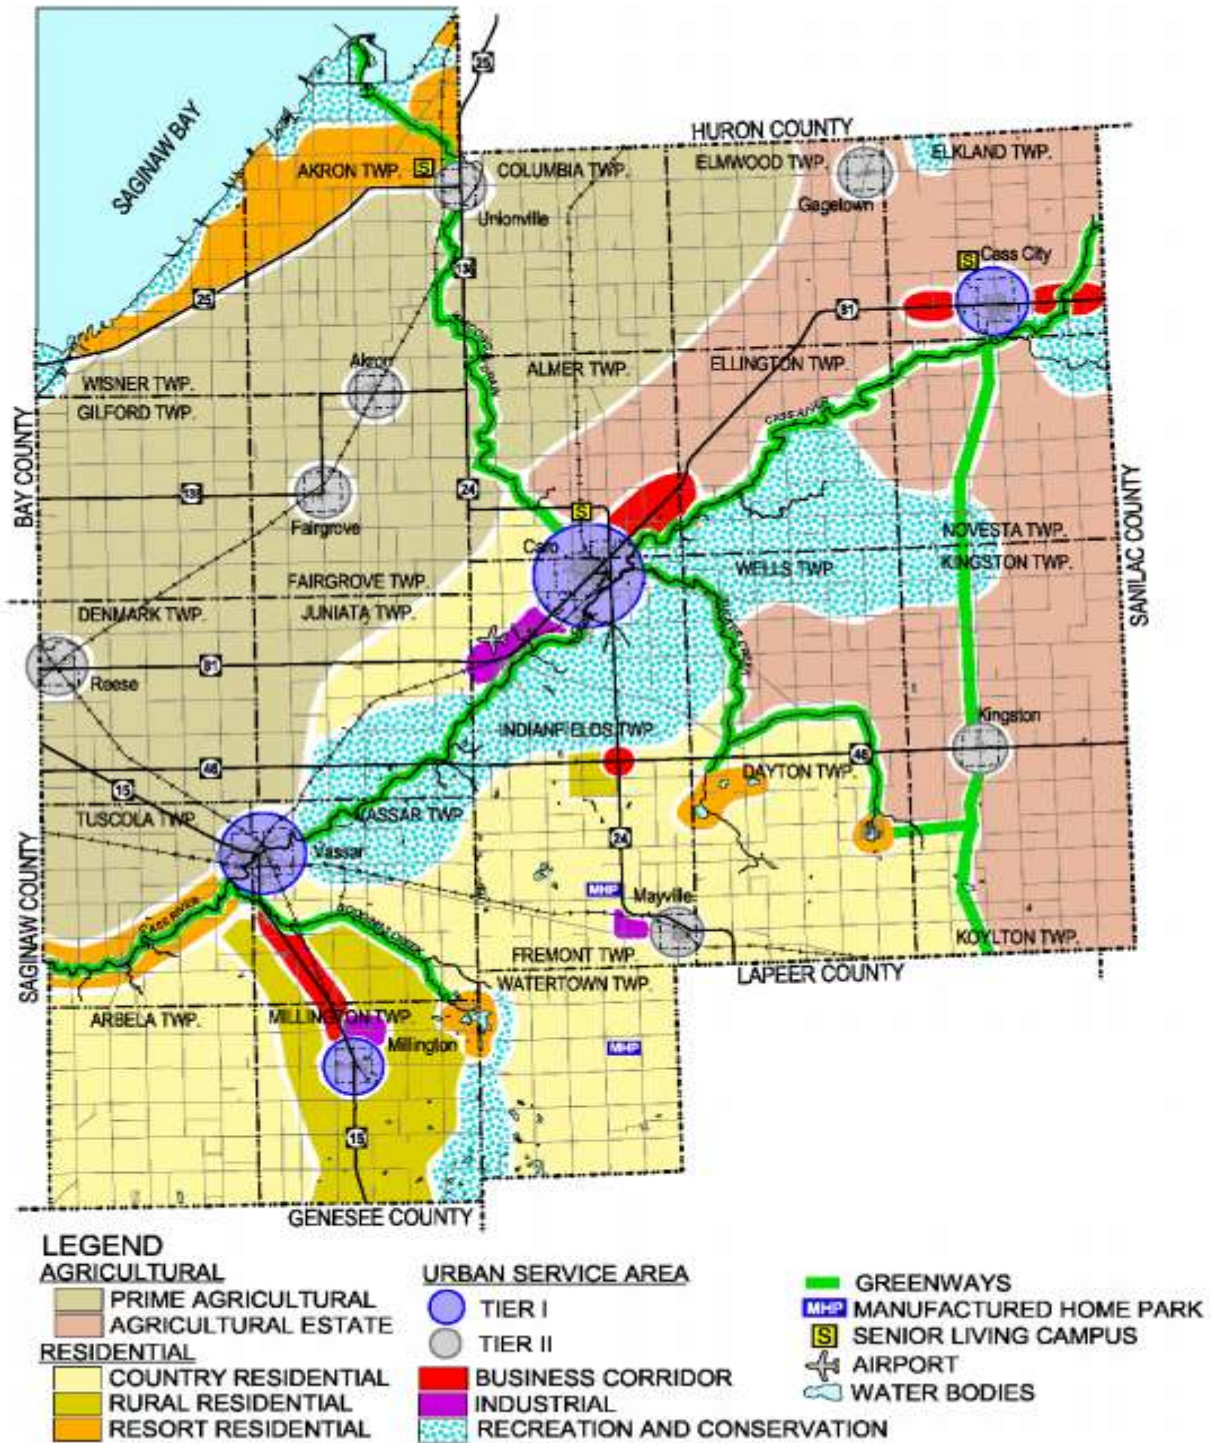 25
HURON COUNTY
SAGINAW BAY
AKRON TWP.
S
COLUMBIA TWP.
ELMWOOD TWP.
ELKLAND TWP.
Gagetown
Unionville
S
Cass City
138
25
81
Akron
ALMER TWP.
ELLINGTON TWP.
WISNER TWP.
GILFORD TWP.
CASS RIVER
BAY COUNTY
138
24
Fairgrove
S
Caro
NOVESTA TWP.
KINGSTON TWP.
WELLS TWP.
SANILAC COUNTY
FAIRGROVE TWP.
JUNIATA TWP.
DENMARK TWP.
Reese
81
INDIANFIELDS TWP.
Kingston
46
46
DAYTON TWP.
15
TUSCOLA TWP.
VASSAR TWP.
Vassar
24
SAGINAW COUNTY
CASS RIVER
MHP
Mayville
FREMONT TWP.
WATERTOWN TWP.
KOYLTON TWP.
LAPEER COUNTY
ARBELA TWP.
MILLINGTON TWP.
Millington
MHP
15
GENESEE COUNTY
LEGEND
AGRICULTURAL
PRIME AGRICULTURAL
AGRICULTURAL ESTATE
RESIDENTIAL
COUNTRY RESIDENTIAL
RURAL RESIDENTIAL
RESORT RESIDENTIAL
URBAN SERVICE AREA
TIER I
TIER II
BUSINESS CORRIDOR
INDUSTRIAL
RECREATION AND CONSERVATION
GREENWAYS
MHP MANUFACTURED HOME PARK
S SENIOR LIVING CAMPUS
AIRPORT
WATER BODIES